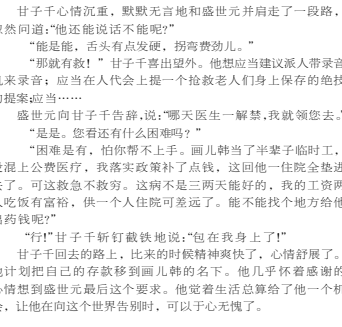 甘子千心情沉重，默默无言地和盛世元并启走了一段路，
忽然问道：“他还能说话不能呢？”
“能是能，舌头有点发硬，拐弯费劲儿。”
“那就有救！”甘子千喜出望外。他想应当建议派人带录音
机来录音；应当在人代会上提一个抢救老人们身上保存的绝技
的提案；应当……
盛世元向甘子千告辞，说：“哪天医生一解禁，我就领您去。”
“是是。您看还有什么困难吗？”
“困难是有，怕你帮不上手。画儿韩当了半辈子临时工，
没混上公费医疗，我落实政策补了点钱，这回他一住院全垫进
去了。可这救急不救穷。这病不是三两天能好的，我的工资两
人吃饭有富裕，供一个人住院可差远了。能不能找个地方给他
出药钱呢？”
“行！”甘子千斩钉截铁地说：“包在我身上了！”
甘子千回去的路上，比来的时候精神爽快了，心情舒展了。
他计划把自己的存款移到画儿韩的名下。他几乎怀着感谢的
心情想到盛世元最后这个要求。他觉着生活总算给了他一个机
会，让他在向这个世界告别时，可以于心无愧了。